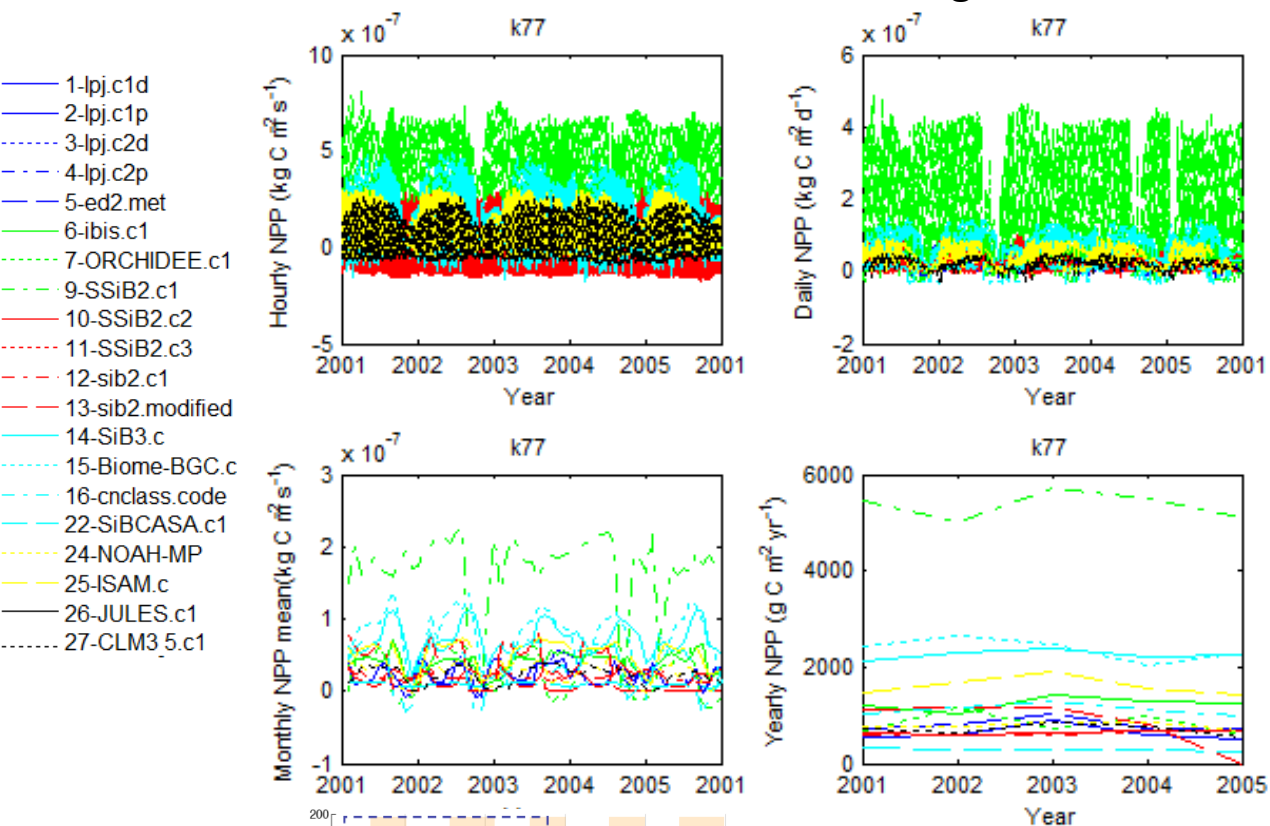 x 10-7
k77
Hourly NPP (kg C m2 s-1)
10
5
0
-5
2001 2002 2003 2004 2005 2001
Year
x 10-7
k77
Daily NPP (kg C m2 d-1)
6
4
2
0
-2
2001 2002 2003 2004 2005 2001
Year
1-lpj.c1d
2-lpj.c1p
3-lpj.c2d
4-lpj.c2p
5-ed2.met
6-ibis.c1
7-ORCHIDEE.c1
9-SSiB2.c1
10-SSiB2.c2
11-SSiB2.c3
12-sib2.c1
13-sib2.modified
14-SiB3.c
15-Biome-BGC.c
16-cnclass.code
22-SiBCASA.c1
24-NOAH-MP
25-ISAM.c
26-JULES.c1
27-CLM3 5.c1
x 10-7
k77
Monthly NPP mean(kg C m2 s-1)
3
2
1
0
-1
2001 2002 2003 2004 2005 2001
k77
Yearly NPP (g C m2 yr-1)
6000
4000
2000
0
2001 2002 2003 2004 2005
Year
200